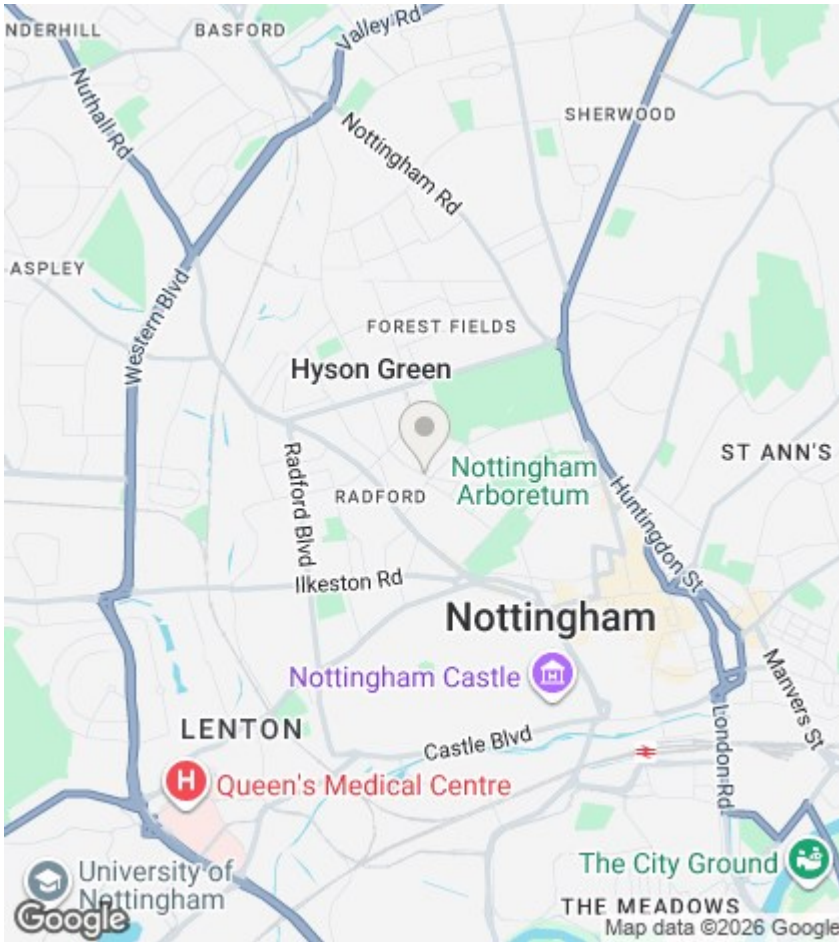 NDERHILL
BASFORD
Valley Rd
Nuthall Rd
SHERWOOD
Nottingham Rd
ASPLEY
Western Blvd
FOREST FIELDS
Hyson Green
ST ANN'S
Nottingham
Arboretum
RADFORD
Radford Blvd
Huntingdon St
Ilkeston Rd
Nottingham
Nottingham Castle
Manvers St
LENTON
Castle Blvd
London Rd
H
Queen's Medical Centre
The City Ground
University of
Nottingham
THE MEADOWS
Google
Map data ©2026 Google